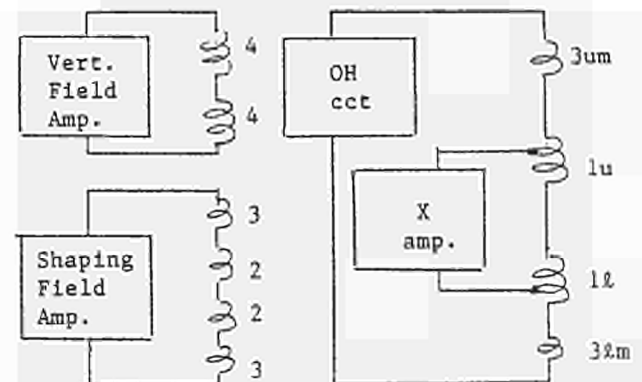 Vert.
Field
Amp.
4
4
OH
cct
3um
1u
X
amp.
1ℓ
3ℓm
Shaping
Field
Amp.
3
2
2
3